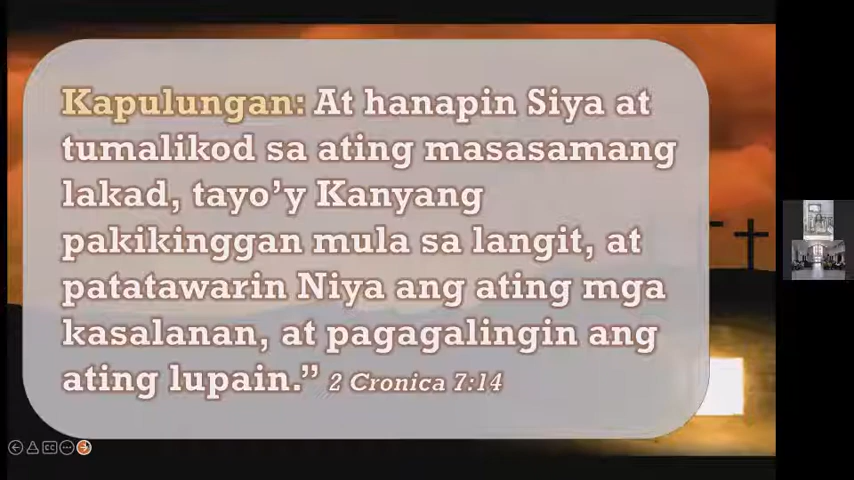 Kapulungan: At hanapin Siya at
tumalikod sa ating masasamang
lakad, tayo’y Kanyang
pakikinggan mula sa langit, at
patatawarin Niya ang ating mga
kasalanan, at pagagalingin ang
ating lupain.” 2 Cronica 7:14
CC